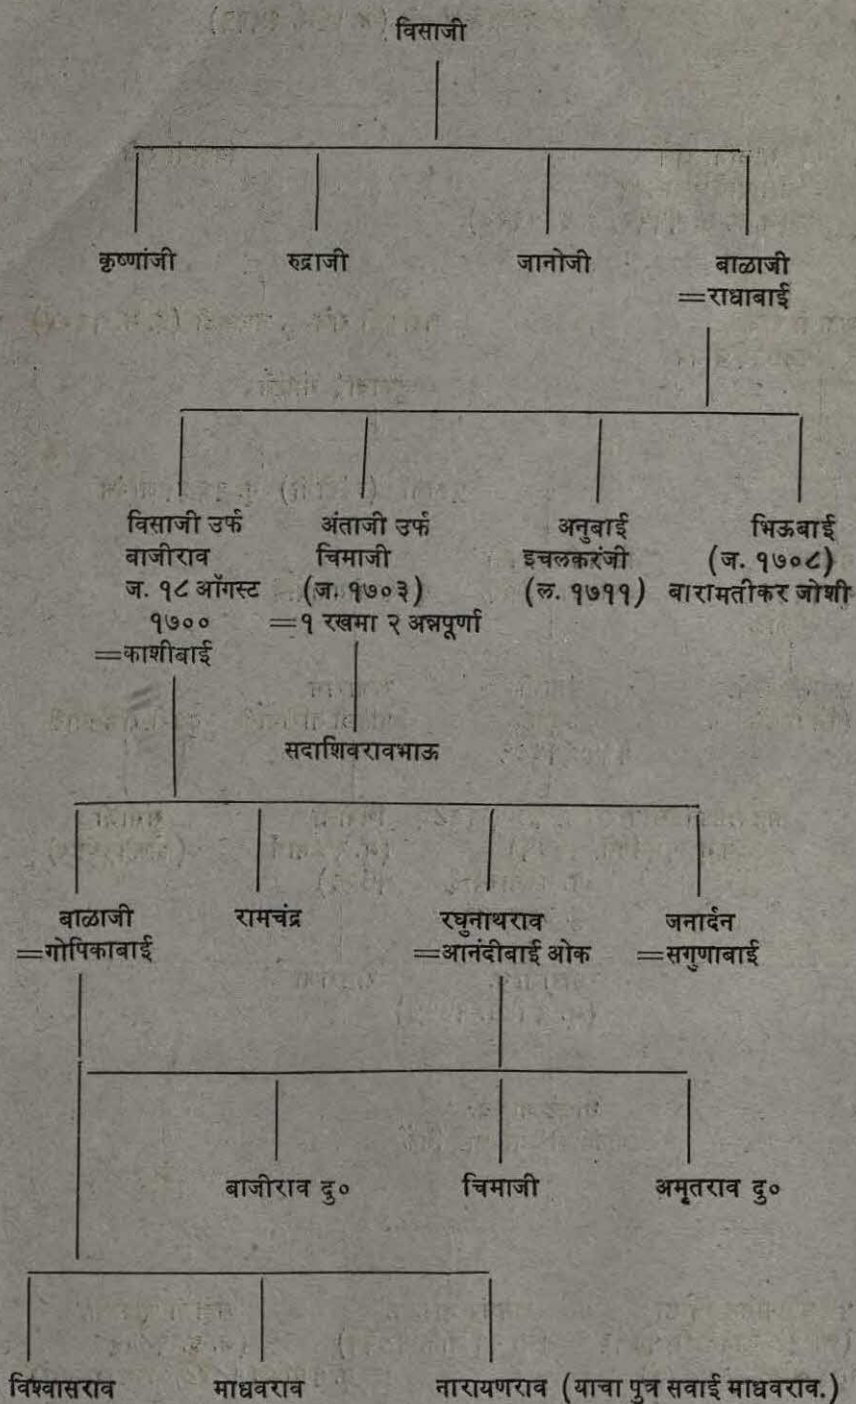 विसाजी
कृष्णांजी रुद्राजी जानोजी बाळाजी
=राधाबाई
विसाजी उर्फ अंताजी उर्फ अनुबाई भिऊबाई
बाजीराव चिमाजी इचलकरंजी (ज. १७०८)
ज. १८ ऑगस्ट (ज. १७०३) (ल. १७११) बारामतीकर जोशी
१७०० =१ रखमा २ अन्नपूर्णा
=काशीबाई
सदाशिवरावभाऊ
बाळाजी रामचंद्र रघुनाथराव जनार्दन
=गोपिकाबाई =आनंदीबाई ओक =सगुणाबाई
बाजीराव दु० चिमाजी अमृतराव दु०
विश्वासराव माधवराव नारायणराव (याचा पुत्र सवाई माधवराव.)